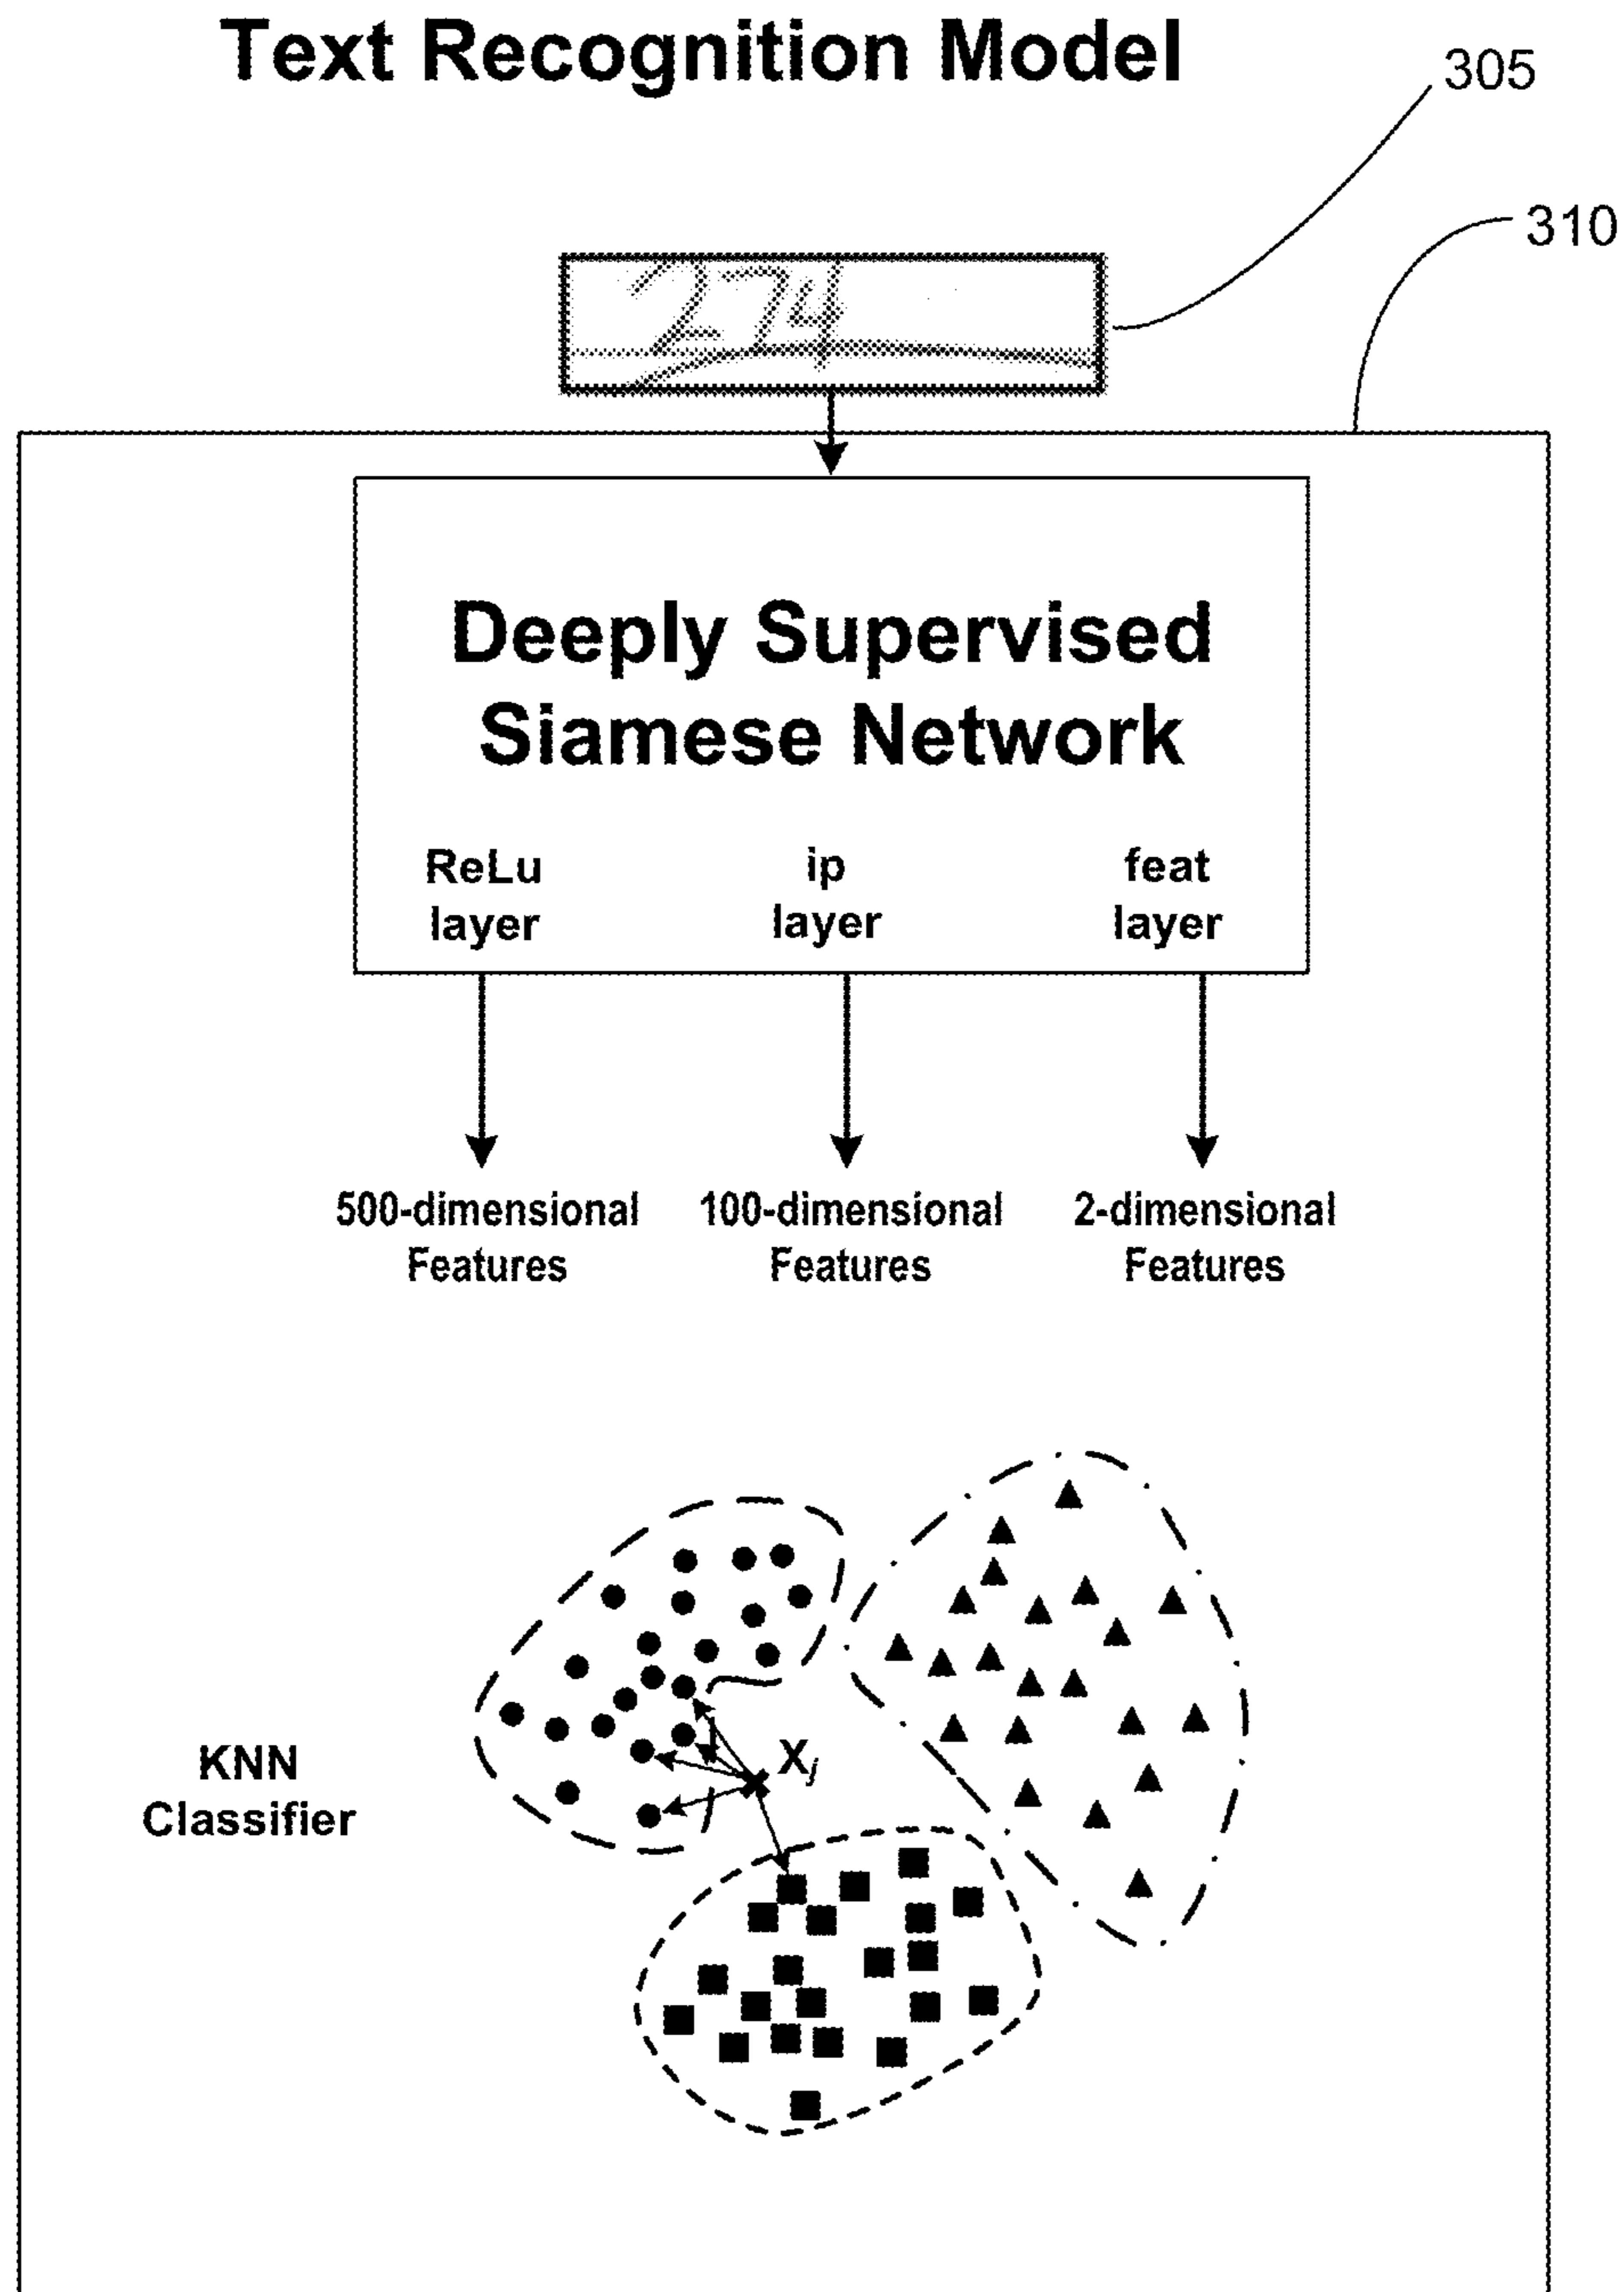 Text Recognition Model
305
310
274
Deeply Supervised
Siamese Network
ReLu
layer
ip
layer
feat
layer
500-dimensional
Features
100-dimensional
Features
2-dimensional
Features
Xj
KNN
Classifier